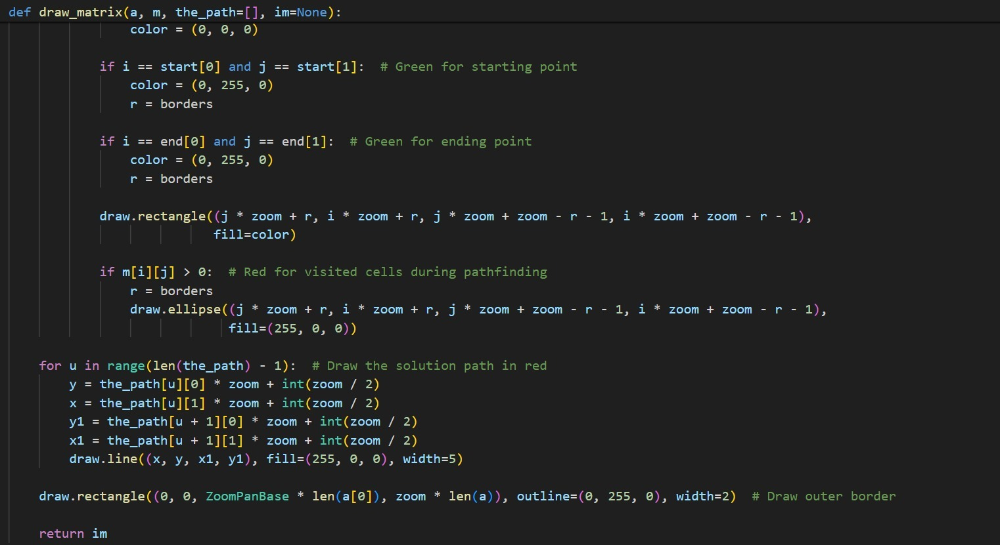 def draw_matrix(a, m, the_path=[], im=None):
color = (0, 0, 0)
if i == start[0] and j == start[1]:  # Green for starting point
color = (0, 255, 0)
r = borders
if i == end[0] and j == end[1]:  # Green for ending point
color = (0, 255, 0)
r = borders
draw.rectangle((j * zoom + r, i * zoom + r, j * zoom + zoom - r - 1, i * zoom + zoom - r - 1),
fill=color)
if m[i][j] > 0:  # Red for visited cells during pathfinding
r = borders
draw.ellipse((j * zoom + r, i * zoom + r, j * zoom + zoom - r - 1, i * zoom + zoom - r - 1),
fill=(255, 0, 0))
for u in range(len(the_path) - 1):  # Draw the solution path in red
y = the_path[u][0] * zoom + int(zoom / 2)
x = the_path[u][1] * zoom + int(zoom / 2)
y1 = the_path[u + 1][0] * zoom + int(zoom / 2)
x1 = the_path[u + 1][1] * zoom + int(zoom / 2)
draw.line((x, y, x1, y1), fill=(255, 0, 0), width=5)
draw.rectangle((0, 0, ZoomPanBase * len(a[0]), zoom * len(a)), outline=(0, 255, 0), width=2)  # Draw outer border
return im